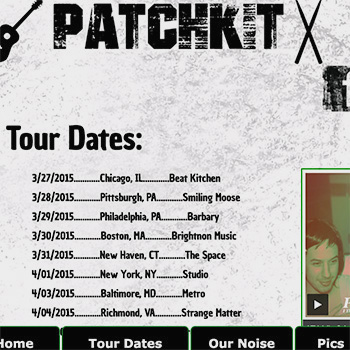 PATCHKIT
Tour Dates:
3/27/2015...........Chicago, IL...........Beat Kitchen
3/28/2015...........Pittsburgh, PA...........Smiling Moose
3/29/2015...........Philadelphia, PA...........Barbary
3/30/2015...........Boston, MA...........Brightnon Music
3/31/2015...........New Haven, CT...........The Space
4/01/2015...........New York, NY...........Studio
4/03/2015...........Baltimore, MD...........Metro
4/04/2015...........Richmond, VA...........Strange Matter
Home
Tour Dates
Our Noise
Pics